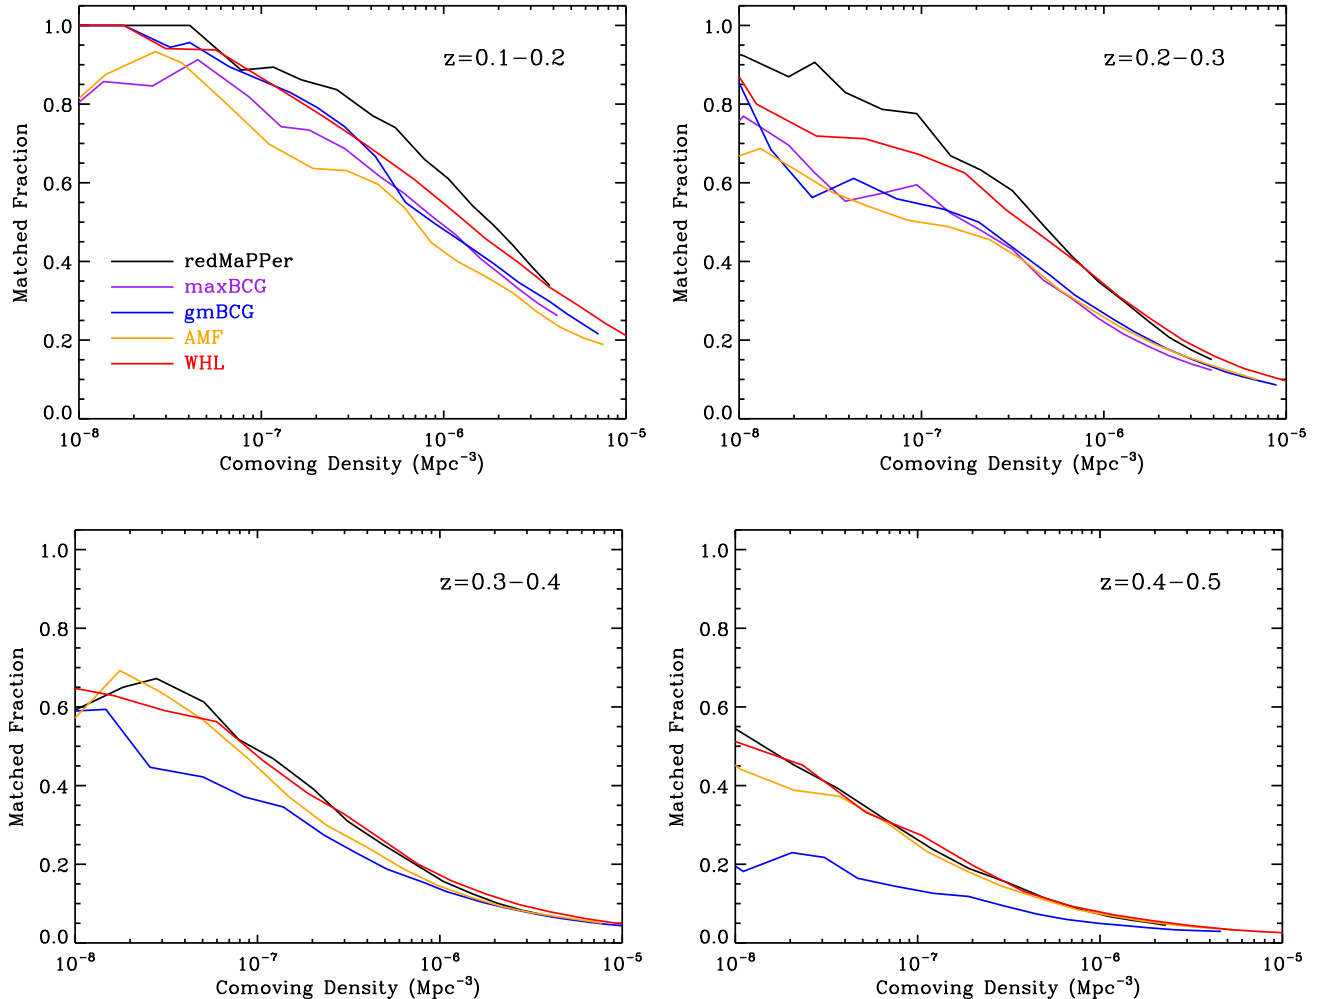 1.0
0.8
0.6
0.4
0.2
0.0
Matched Fraction
z=0.1−0.2
redMaPPer
maxBCG
gmBCG
AMF
WHL
10⁻⁸
10⁻⁷
10⁻⁶
10⁻⁵
Comoving Density (Mpc⁻³)
1.0
0.8
0.6
0.4
0.2
0.0
Matched Fraction
z=0.2−0.3
10⁻⁸
10⁻⁷
10⁻⁶
10⁻⁵
Comoving Density (Mpc⁻³)
1.0
0.8
0.6
0.4
0.2
0.0
Matched Fraction
z=0.3−0.4
10⁻⁸
10⁻⁷
10⁻⁶
10⁻⁵
Comoving Density (Mpc⁻³)
1.0
0.8
0.6
0.4
0.2
0.0
Matched Fraction
z=0.4−0.5
10⁻⁸
10⁻⁷
10⁻⁶
10⁻⁵
Comoving Density (Mpc⁻³)